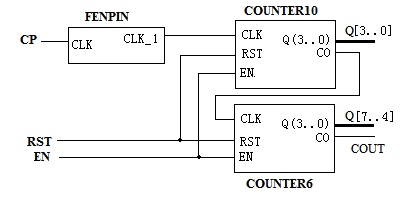 FENPIN
COUNTER10
CP
CLK
CLK_1
CLK
RST
EN
Q(3..0)
CO
Q[3..0]
CLK
RST
EN
Q(3..0)
CO
Q[7..4]
COUT
RST
EN
COUNTER6